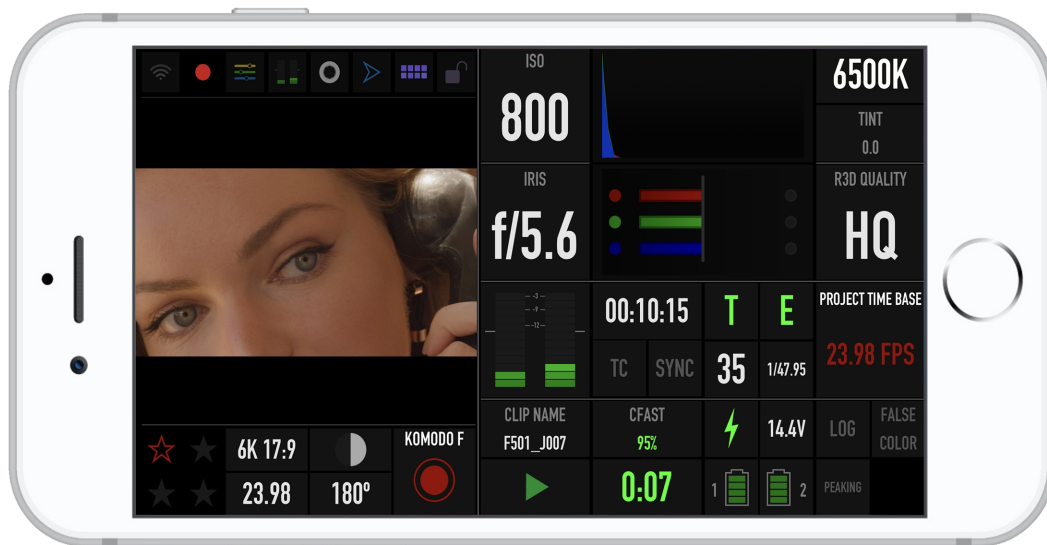 ISO
800
6500K
TINT
0.0
IRIS
f/5.6
R3D QUALITY
HQ
-3-
-9-
-12-
00:10:15
T
E
PROJECT TIME BASE
23.98 FPS
TC
SYNC
35
1/47.95
CLIP NAME
F501_J007
CFAST
95%
14.4V
LOG
FALSE
COLOR
6K 17:9
KOMODO F
23.98
180º
0:07
1
2
PEAKING